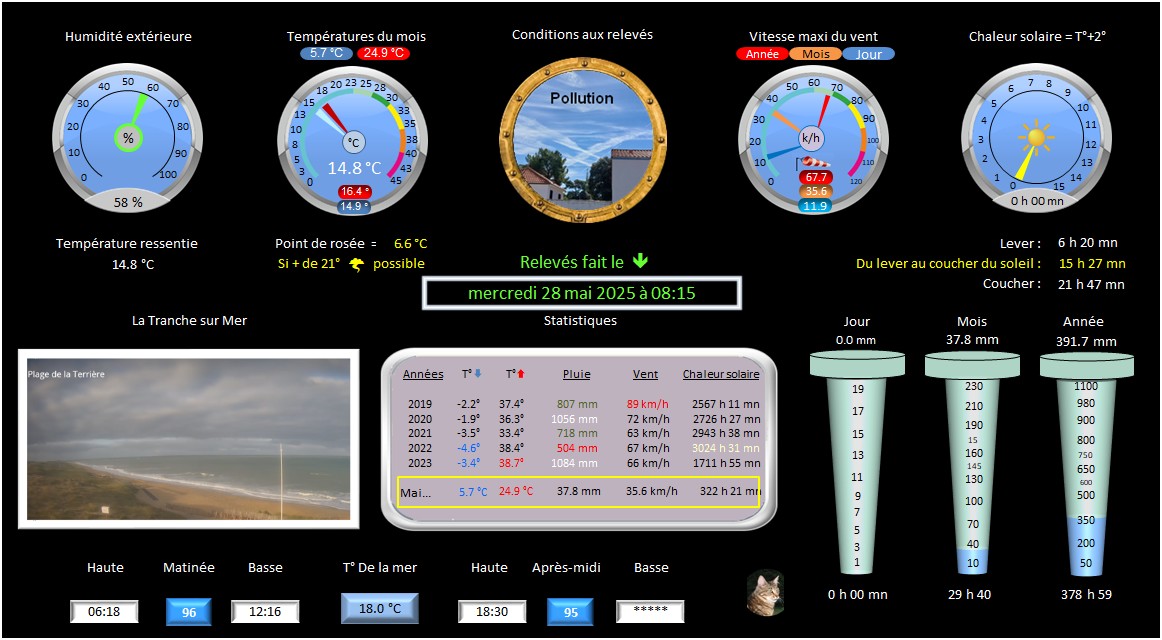 Humidité extérieure
0 10 20 30 40 50 60 70 80 90 100
%
58 %
Températures du mois
5.7 °C 24.9 °C
0 3 5 8 10 13 15 18 20 23 25 28 30 33 35 38 40 43 45
°C
14.8 °C
16.4 °
14.9 °
Conditions aux relevés
Pollution
Vitesse maxi du vent
Année Mois Jour
0 10 20 30 40 50 60 70 80 90 100 110 120
k/h
67.7
35.6
11.9
Chaleur solaire = T°+2°
0 1 2 3 4 5 6 7 8 9 10 11 12 13 14 15
0 h 00 mn
Température ressentie
14.8 °C
Point de rosée = 6.6 °C
Si + de 21° possible
Relevés fait le
mercredi 28 mai 2025 à 08:15
Lever : 6 h 20 mn
Du lever au coucher du soleil : 15 h 27 mn
Coucher : 21 h 47 mn
La Tranche sur Mer
Plage de la Terrière
Statistiques
Années T° T° Pluie Vent Chaleur solaire
2019 -2.2° 37.4° 807 mm 89 km/h 2567 h 11 mn
2020 -1.9° 36.3° 1056 mm 72 km/h 2726 h 27 mn
2021 -3.5° 33.4° 718 mm 63 km/h 2943 h 38 mn
2022 -4.6° 38.4° 504 mm 67 km/h 3024 h 31 mn
2023 -3.4° 38.7° 1084 mm 66 km/h 1711 h 55 mn
Mai... 5.7 °C 24.9 °C 37.8 mm 35.6 km/h 322 h 21 mn
Jour
0.0 mm
19
17
15
13
11
9
7
5
3
1
0 h 00 mn
Mois
37.8 mm
230
210
190
15
160
145
130
100
70
40
10
29 h 40
Année
391.7 mm
1100
980
900
800
750
650
600
500
350
200
50
378 h 59
Haute Matinée Basse
06:18 96 12:16
T° De la mer
18.0 °C
Haute Après-midi Basse
18:30 95 *****